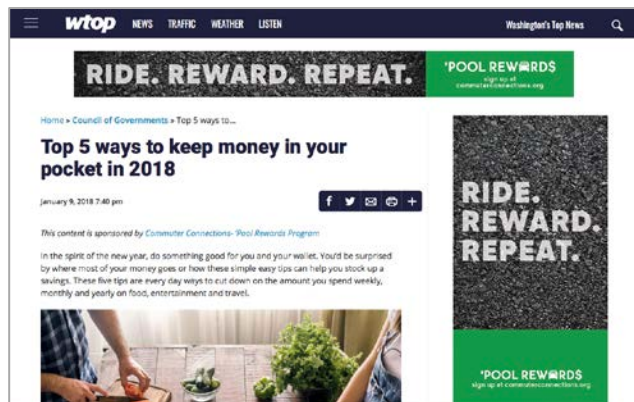 wtop NEWS TRAFFIC WEATHER LISTEN Washington's Top News
RIDE. REWARD. REPEAT.
'POOL REWARDS
sign up at
commuterconnections.org
Home » Council of Governments » Top 5 ways to...
Top 5 ways to keep money in your
pocket in 2018
January 9, 2018 7:40 pm
This content is sponsored by Commuter Connections- 'Pool Rewards Program
In the spirit of the new year, do something good for you and your wallet. You'd be surprised
by where most of your money goes or how these simple easy tips can help you stock up a
savings. These five tips are every day ways to cut down on the amount you spend weekly,
monthly and yearly on food, entertainment and travel.
RIDE.
REWARD.
REPEAT.
'POOL REWARDS
sign up at commuterconnections.org